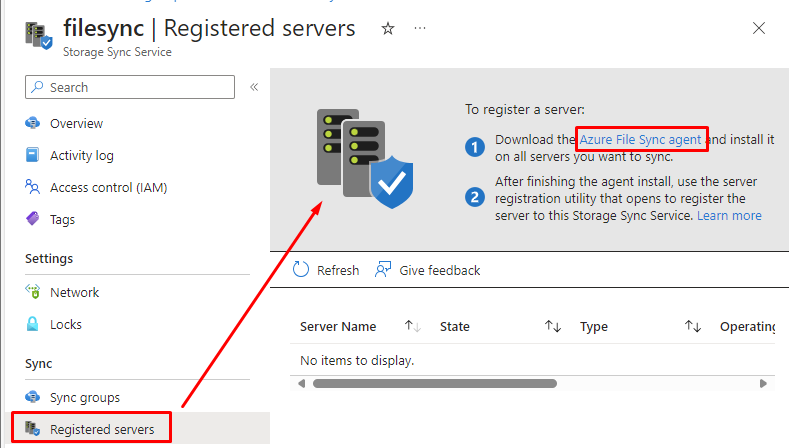 filesync | Registered servers
Storage Sync Service
Search
Overview
Activity log
Access control (IAM)
Tags
Settings
Network
Locks
Sync
Sync groups
Registered servers
To register a server:
1 Download the Azure File Sync agent and install it
on all servers you want to sync.
2 After finishing the agent install, use the server
registration utility that opens to register the
server to this Storage Sync Service. Learn more
Refresh Give feedback
Server Name State Type Operating
No items to display.